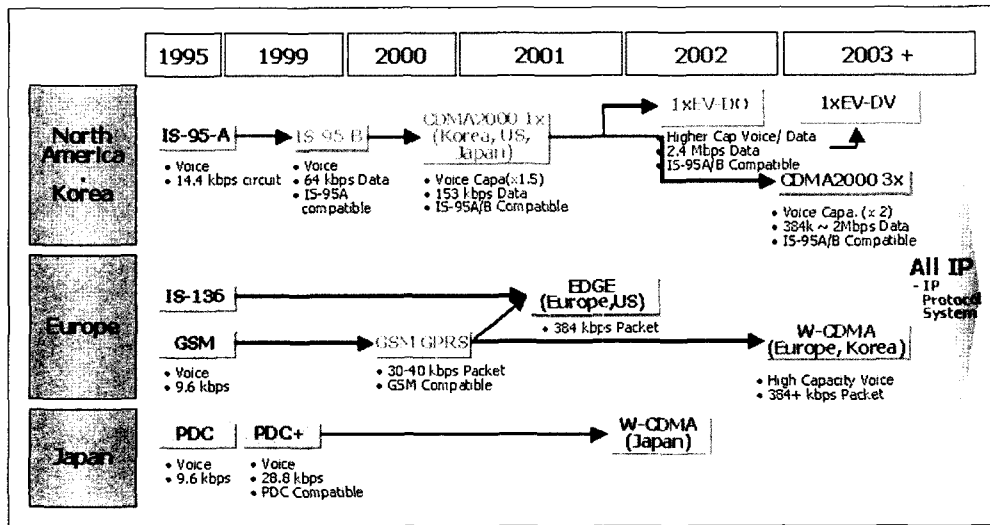 1995 1999 2000 2001 2002 2003 +
North
America
·
Korea
IS-95-A
• Voice
• 14.4 kbps circuit
IS-95-B
• Voice
• 64 kbps Data
• IS-95A
compatible
CDMA2000 1x
(Korea, US,
Japan)
• Voice Capa(x1.5)
• 153 kbps Data
• IS-95A/B Compatible
1xEV-DO
Higher Cap Voice/ Data
• 2.4 Mbps Data
• IS-95A/B Compatible
1xEV-DV
CDMA2000 3x
• Voice Capa. (x 2)
• 384k ~ 2Mbps Data
• IS-95A/B Compatible
Europe
IS-136
GSM
• Voice
• 9.6 kbps
GSM GPRS
• 30-40 kbps Packet
• GSM Compatible
EDGE
(Europe,US)
• 384 kbps Packet
W-CDMA
(Europe, Korea)
• High Capacity Voice
• 384+ kbps Packet
All IP
- IP
Protocol
System
Japan
PDC
• Voice
• 9.6 kbps
PDC+
• Voice
• 28.8 kbps
• PDC Compatible
W-CDMA
(Japan)